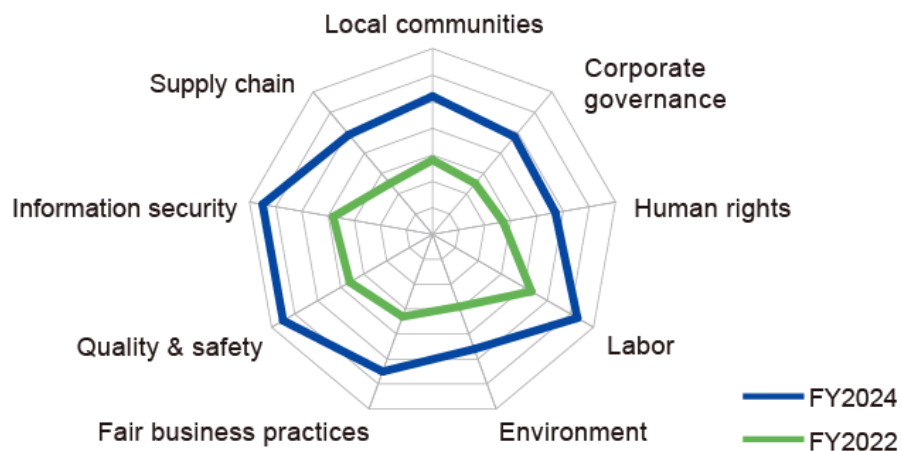 Local communities
Corporate
governance
Supply chain
Information security
Human rights
Quality & safety
Labor
Fair business practices
Environment
FY2024
FY2022